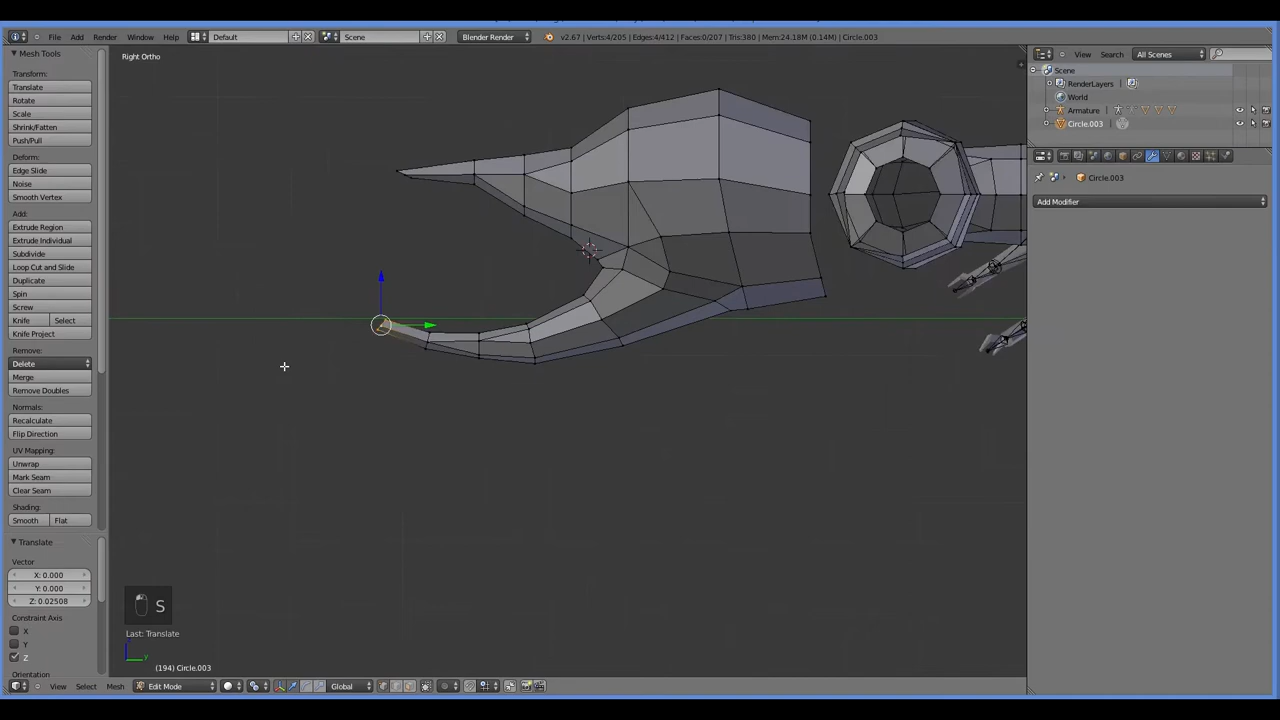 File Add Render Window Help Default Scene Blender Render v2.67 | Verts:4/205 | Edges:4/412 | Faces:0/207 | Tris:380 | Mem:24.18M (0.14M) | Circle.003
Mesh Tools
Right Ortho
View Search All Scenes
Transform:
Translate
Rotate
Scale
Shrink/Fatten
Push/Pull
Deform:
Edge Slide
Noise
Smooth Vertex
Add:
Extrude Region
Extrude Individual
Subdivide
Loop Cut and Slide
Duplicate
Spin
Screw
Knife Select
Knife Project
Remove:
Delete
Merge
Remove Doubles
Normals:
Recalculate
Flip Direction
UV Mapping:
Unwrap
Mark Seam
Clear Seam
Shading:
Smooth Flat
Translate
Vector
X: 0.000
Y: 0.000
Z: 0.02508
Constraint Axis
X
Y
Z
Orientation
Scene
RenderLayers
World
Armature
Circle.003
Circle.003
Add Modifier
S
Last: Translate
(194) Circle.003
View Select Mesh Edit Mode Global